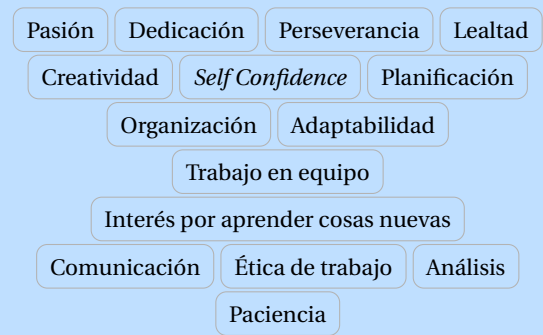 Pasión Dedicación Perseverancia Lealtad
Creatividad Self Confidence Planificación
Organización Adaptabilidad
Trabajo en equipo
Interés por aprender cosas nuevas
Comunicación Ética de trabajo Análisis
Paciencia